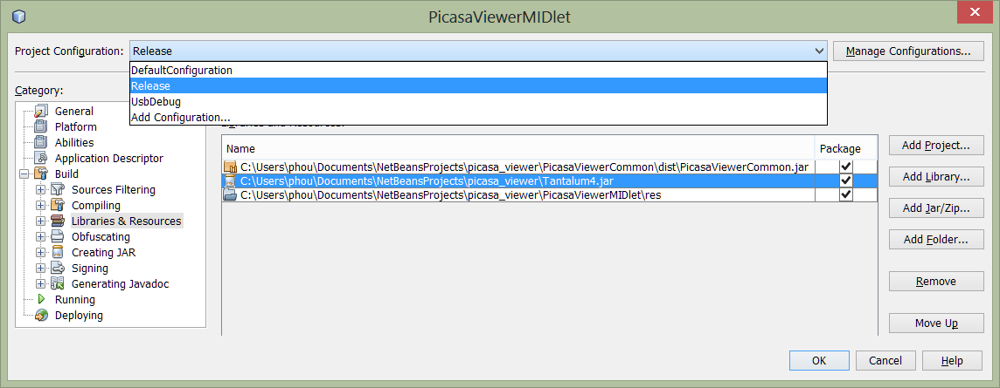 PicasaViewerMIDlet
Project Configuration: Release Manage Configurations...
DefaultConfiguration
Release
UsbDebug
Add Configuration...
Category:
General
Platform
Abilities
Application Descriptor
Build
Sources Filtering
Compiling
Libraries & Resources
Obfuscating
Creating JAR
Signing
Generating Javadoc
Running
Deploying
Name Package
C:\Users\phou\Documents\NetBeansProjects\picasa_viewer\PicasaViewerCommon\dist\PicasaViewerCommon.jar
C:\Users\phou\Documents\NetBeansProjects\picasa_viewer\Tantalum4.jar
C:\Users\phou\Documents\NetBeansProjects\picasa_viewer\PicasaViewerMIDlet\res
Add Project...
Add Library...
Add Jar/Zip...
Add Folder...
Remove
Move Up
OK Cancel Help